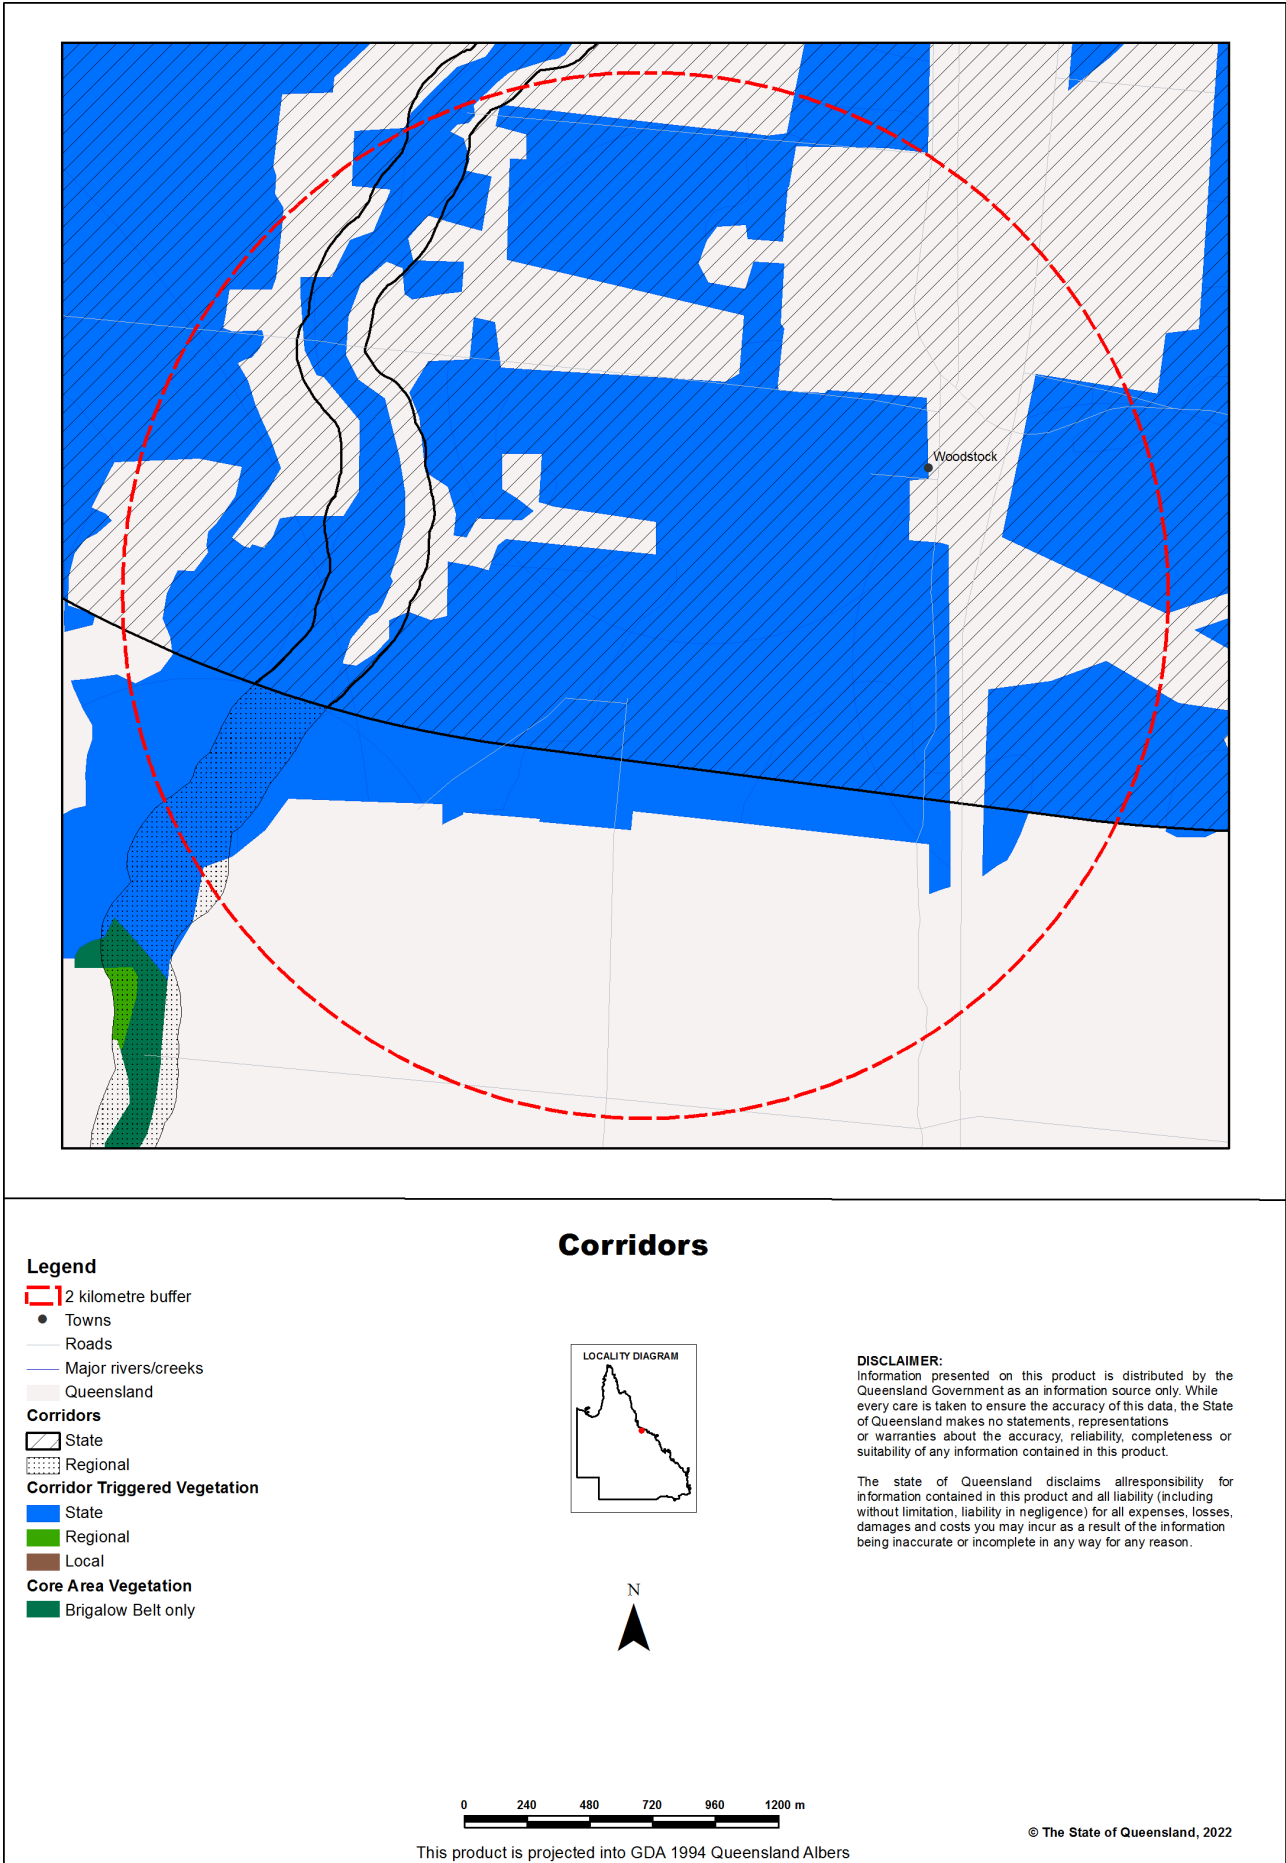 Woodstock
Corridors
Legend
2 kilometre buffer
Towns
Roads
Major rivers/creeks
Queensland
Corridors
State
Regional
Corridor Triggered Vegetation
State
Regional
Local
Core Area Vegetation
Brigalow Belt only
LOCALITY DIAGRAM
N
DISCLAIMER:
Information presented on this product is distributed by the
Queensland Government as an information source only. While
every care is taken to ensure the accuracy of this data, the State
of Queensland makes no statements, representations
or warranties about the accuracy, reliability, completeness or
suitability of any information contained in this product.
The state of Queensland disclaims allresponsibility for
information contained in this product and all liability (including
without limitation, liability in negligence) for all expenses, losses,
damages and costs you may incur as a result of the information
being inaccurate or incomplete in any way for any reason.
0 240 480 720 960 1200 m
This product is projected into GDA 1994 Queensland Albers
© The State of Queensland, 2022